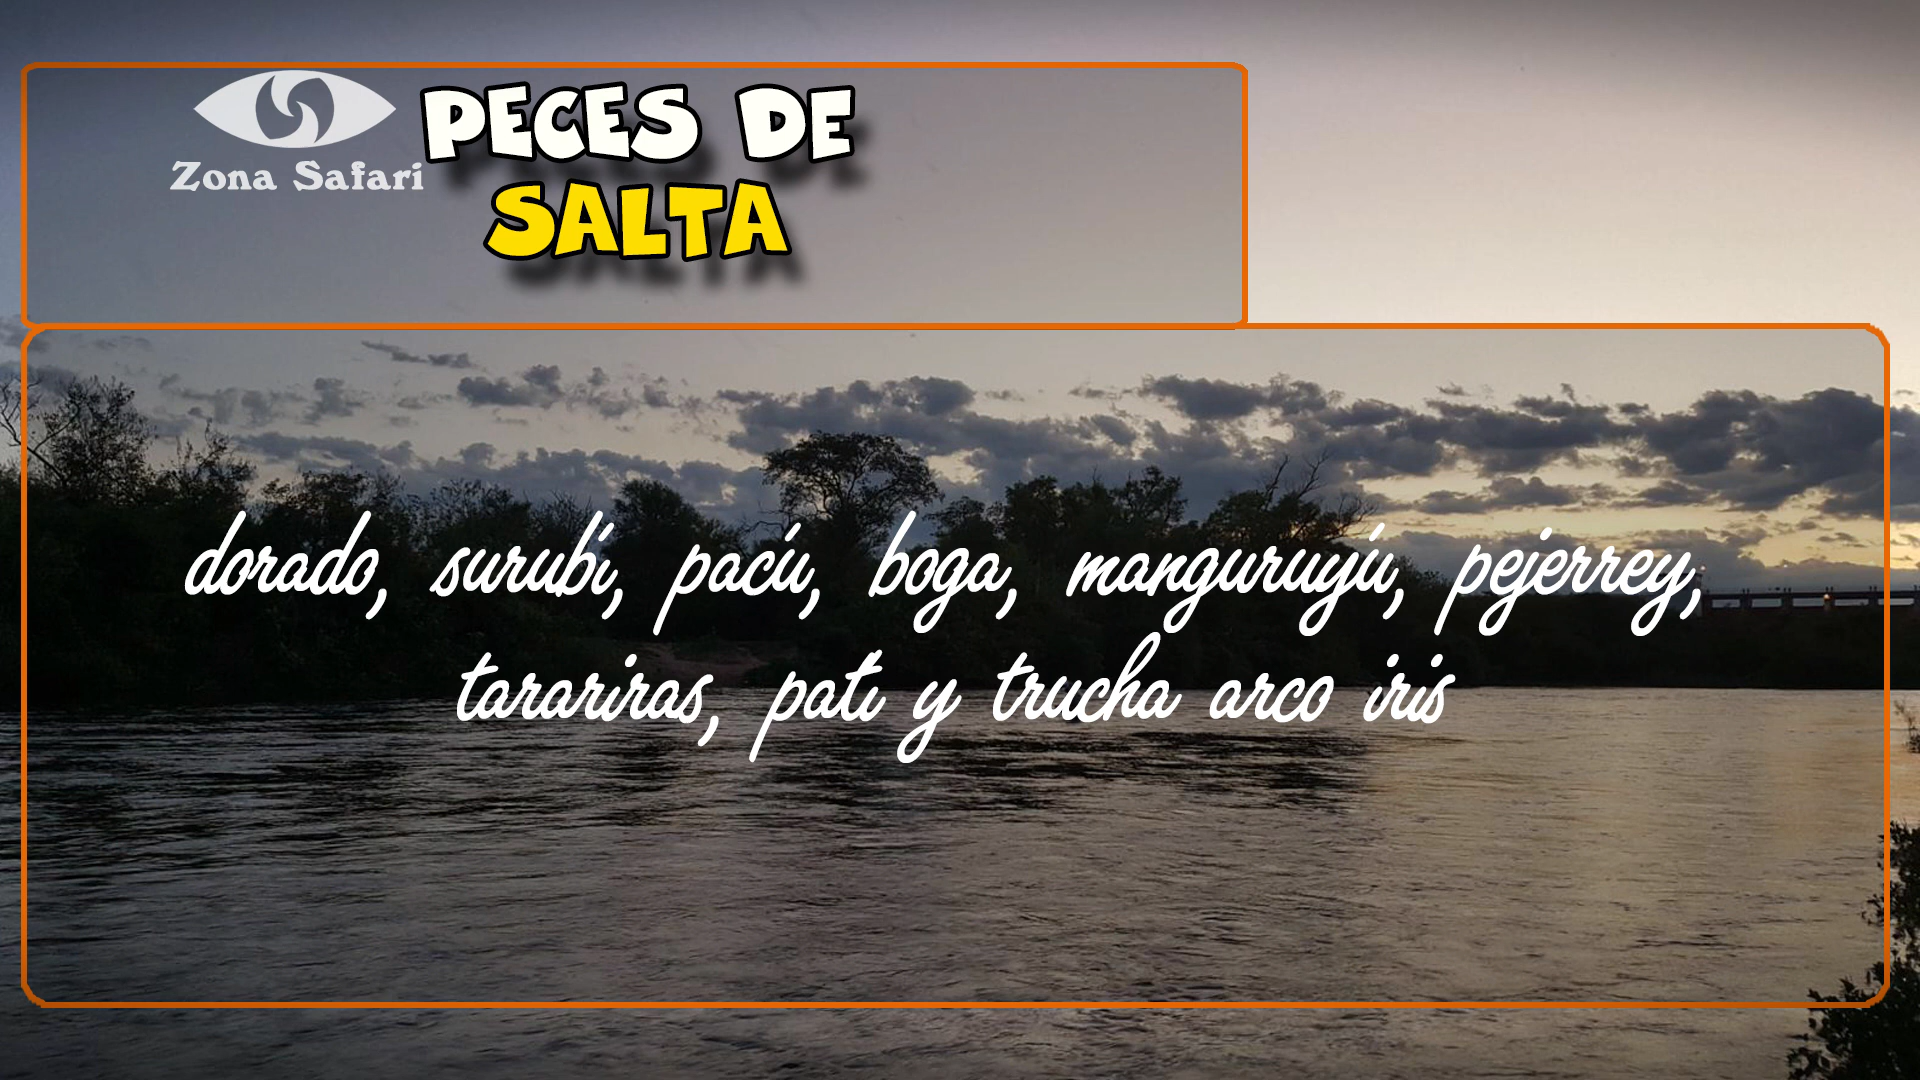 Zona Safari
PECES DE
SALTA
dorado, surubí, pacú, boga, manguruyú, pejerrey,
tarariras, patí y trucha arco iris